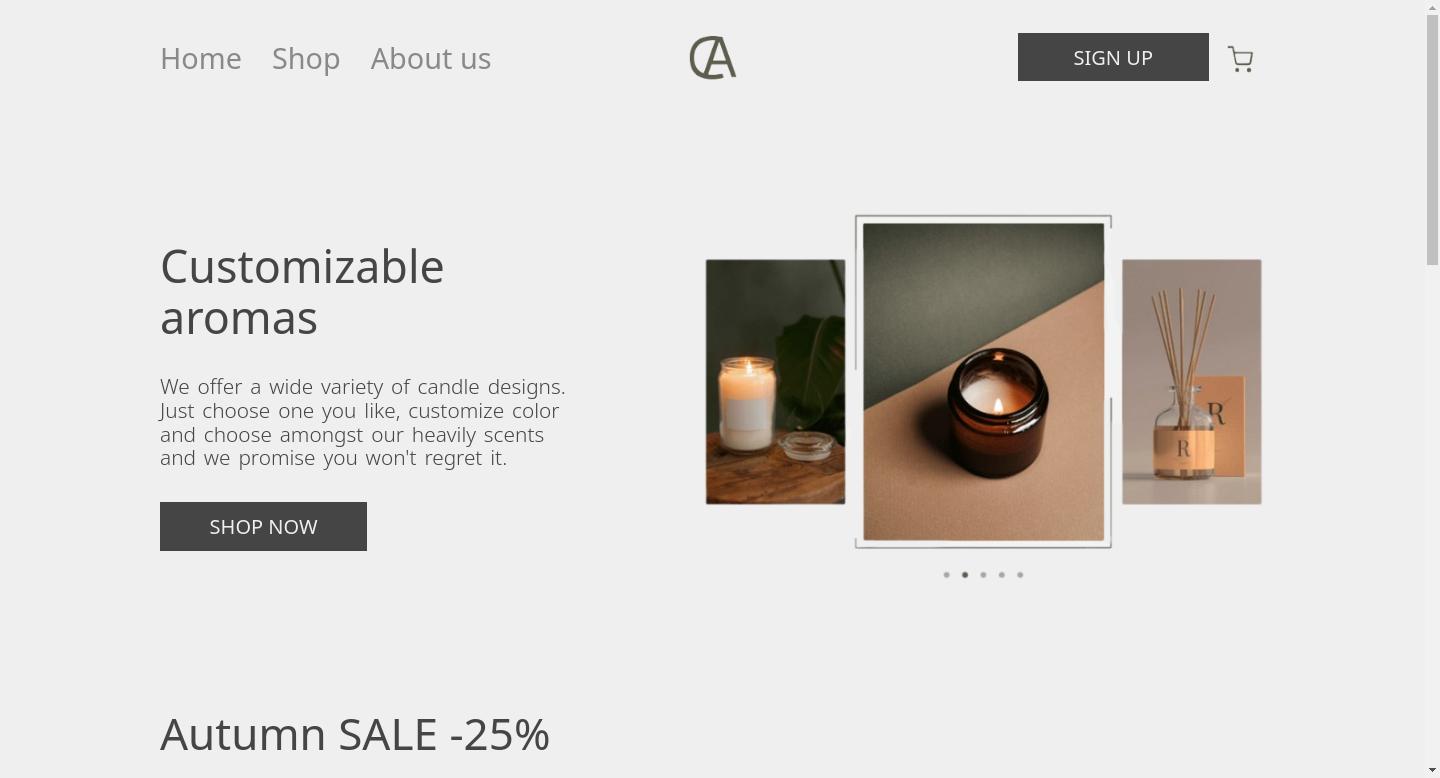 Home Shop About us
CA
SIGN UP
Customizable
aromas
We offer a wide variety of candle designs.
Just choose one you like, customize color
and choose amongst our heavily scents
and we promise you won't regret it.
SHOP NOW
R
R
Autumn SALE -25%